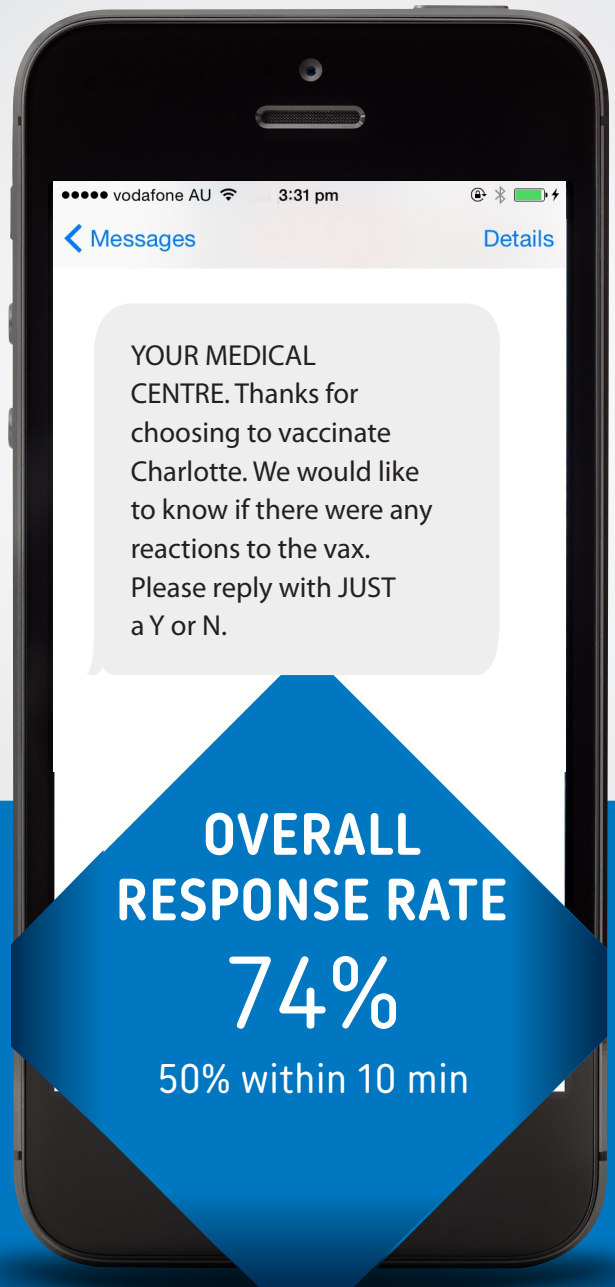 vodafone AU 3:31 pm
Messages Details
YOUR MEDICAL
CENTRE. Thanks for
choosing to vaccinate
Charlotte. We would like
to know if there were any
reactions to the vax.
Please reply with JUST
a Y or N.
OVERALL
RESPONSE RATE
74%
50% within 10 min